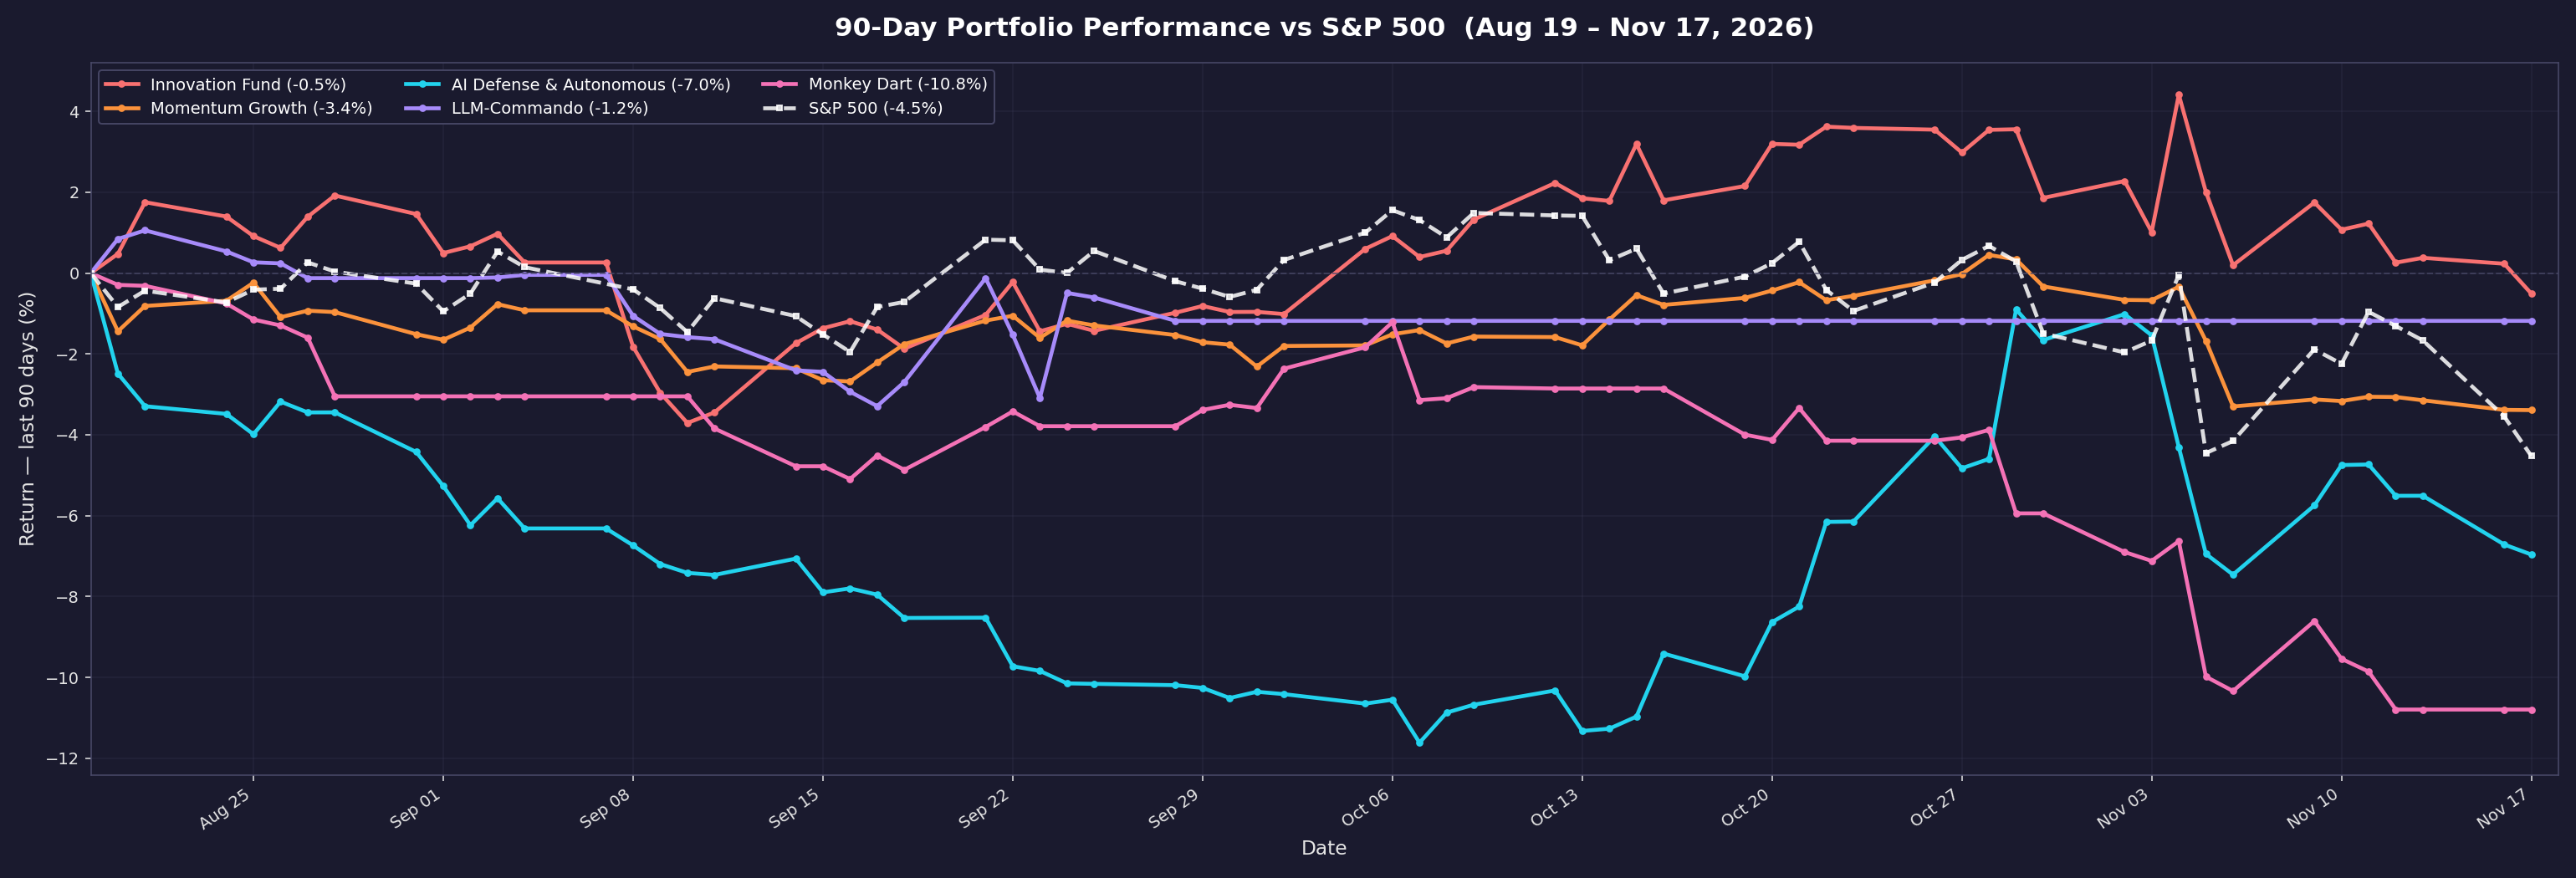 90-Day Portfolio Performance vs S&P 500  (Aug 19 – Nov 17, 2026)
Innovation Fund (-0.5%)
Momentum Growth (-3.4%)
AI Defense & Autonomous (-7.0%)
LLM-Commando (-1.2%)
Monkey Dart (-10.8%)
S&P 500 (-4.5%)
Return — last 90 days (%)
4
2
0
−2
−4
−6
−8
−10
−12
Aug 25
Sep 01
Sep 08
Sep 15
Sep 22
Sep 29
Oct 06
Oct 13
Oct 20
Oct 27
Nov 03
Nov 10
Nov 17
Date